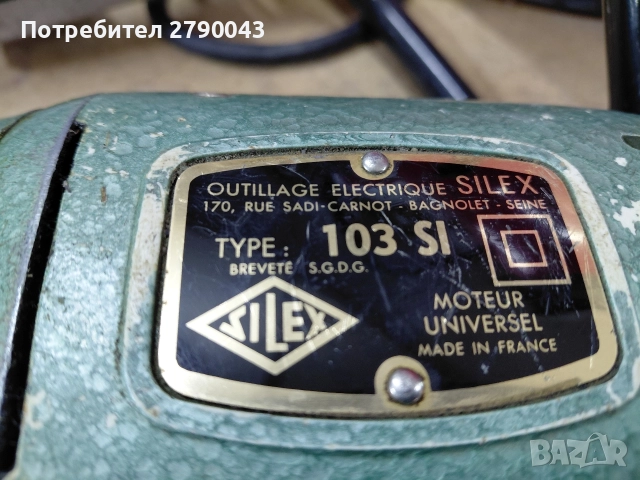 Потребител 2790043
OUTILLAGE ELECTRIQUE SILEX
170, RUE SADI-CARNOT - BAGNOLET - SEINE
TYPE : 103 SI
BREVETÉ S.G.D.G.
SILEX
MOTEUR
UNIVERSEL
MADE IN FRANCE
BAZAR